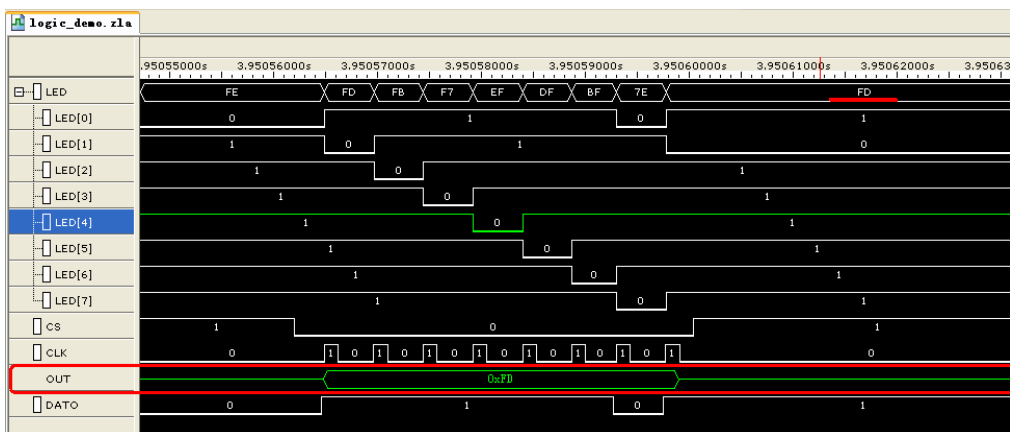 logic_demo.zla
.95055000s 3.95056000s 3.95057000s 3.95058000s 3.95059000s 3.95060000s 3.95061000s 3.95062000s 3.95063
LED FE FD FB F7 EF DF BF 7E FD
LED[0] 0 1 0 1
LED[1] 1 0 1 0
LED[2] 1 0 1
LED[3] 1 0 1
LED[4] 1 0 1
LED[5] 1 0 1
LED[6] 1 0 1
LED[7] 1 0 1
CS 1 0 1
CLK 0 1 0 1 0 1 0 1 0 1 0 1 0 1 0 1 0
OUT 0xFD
DATO 0 1 0 1